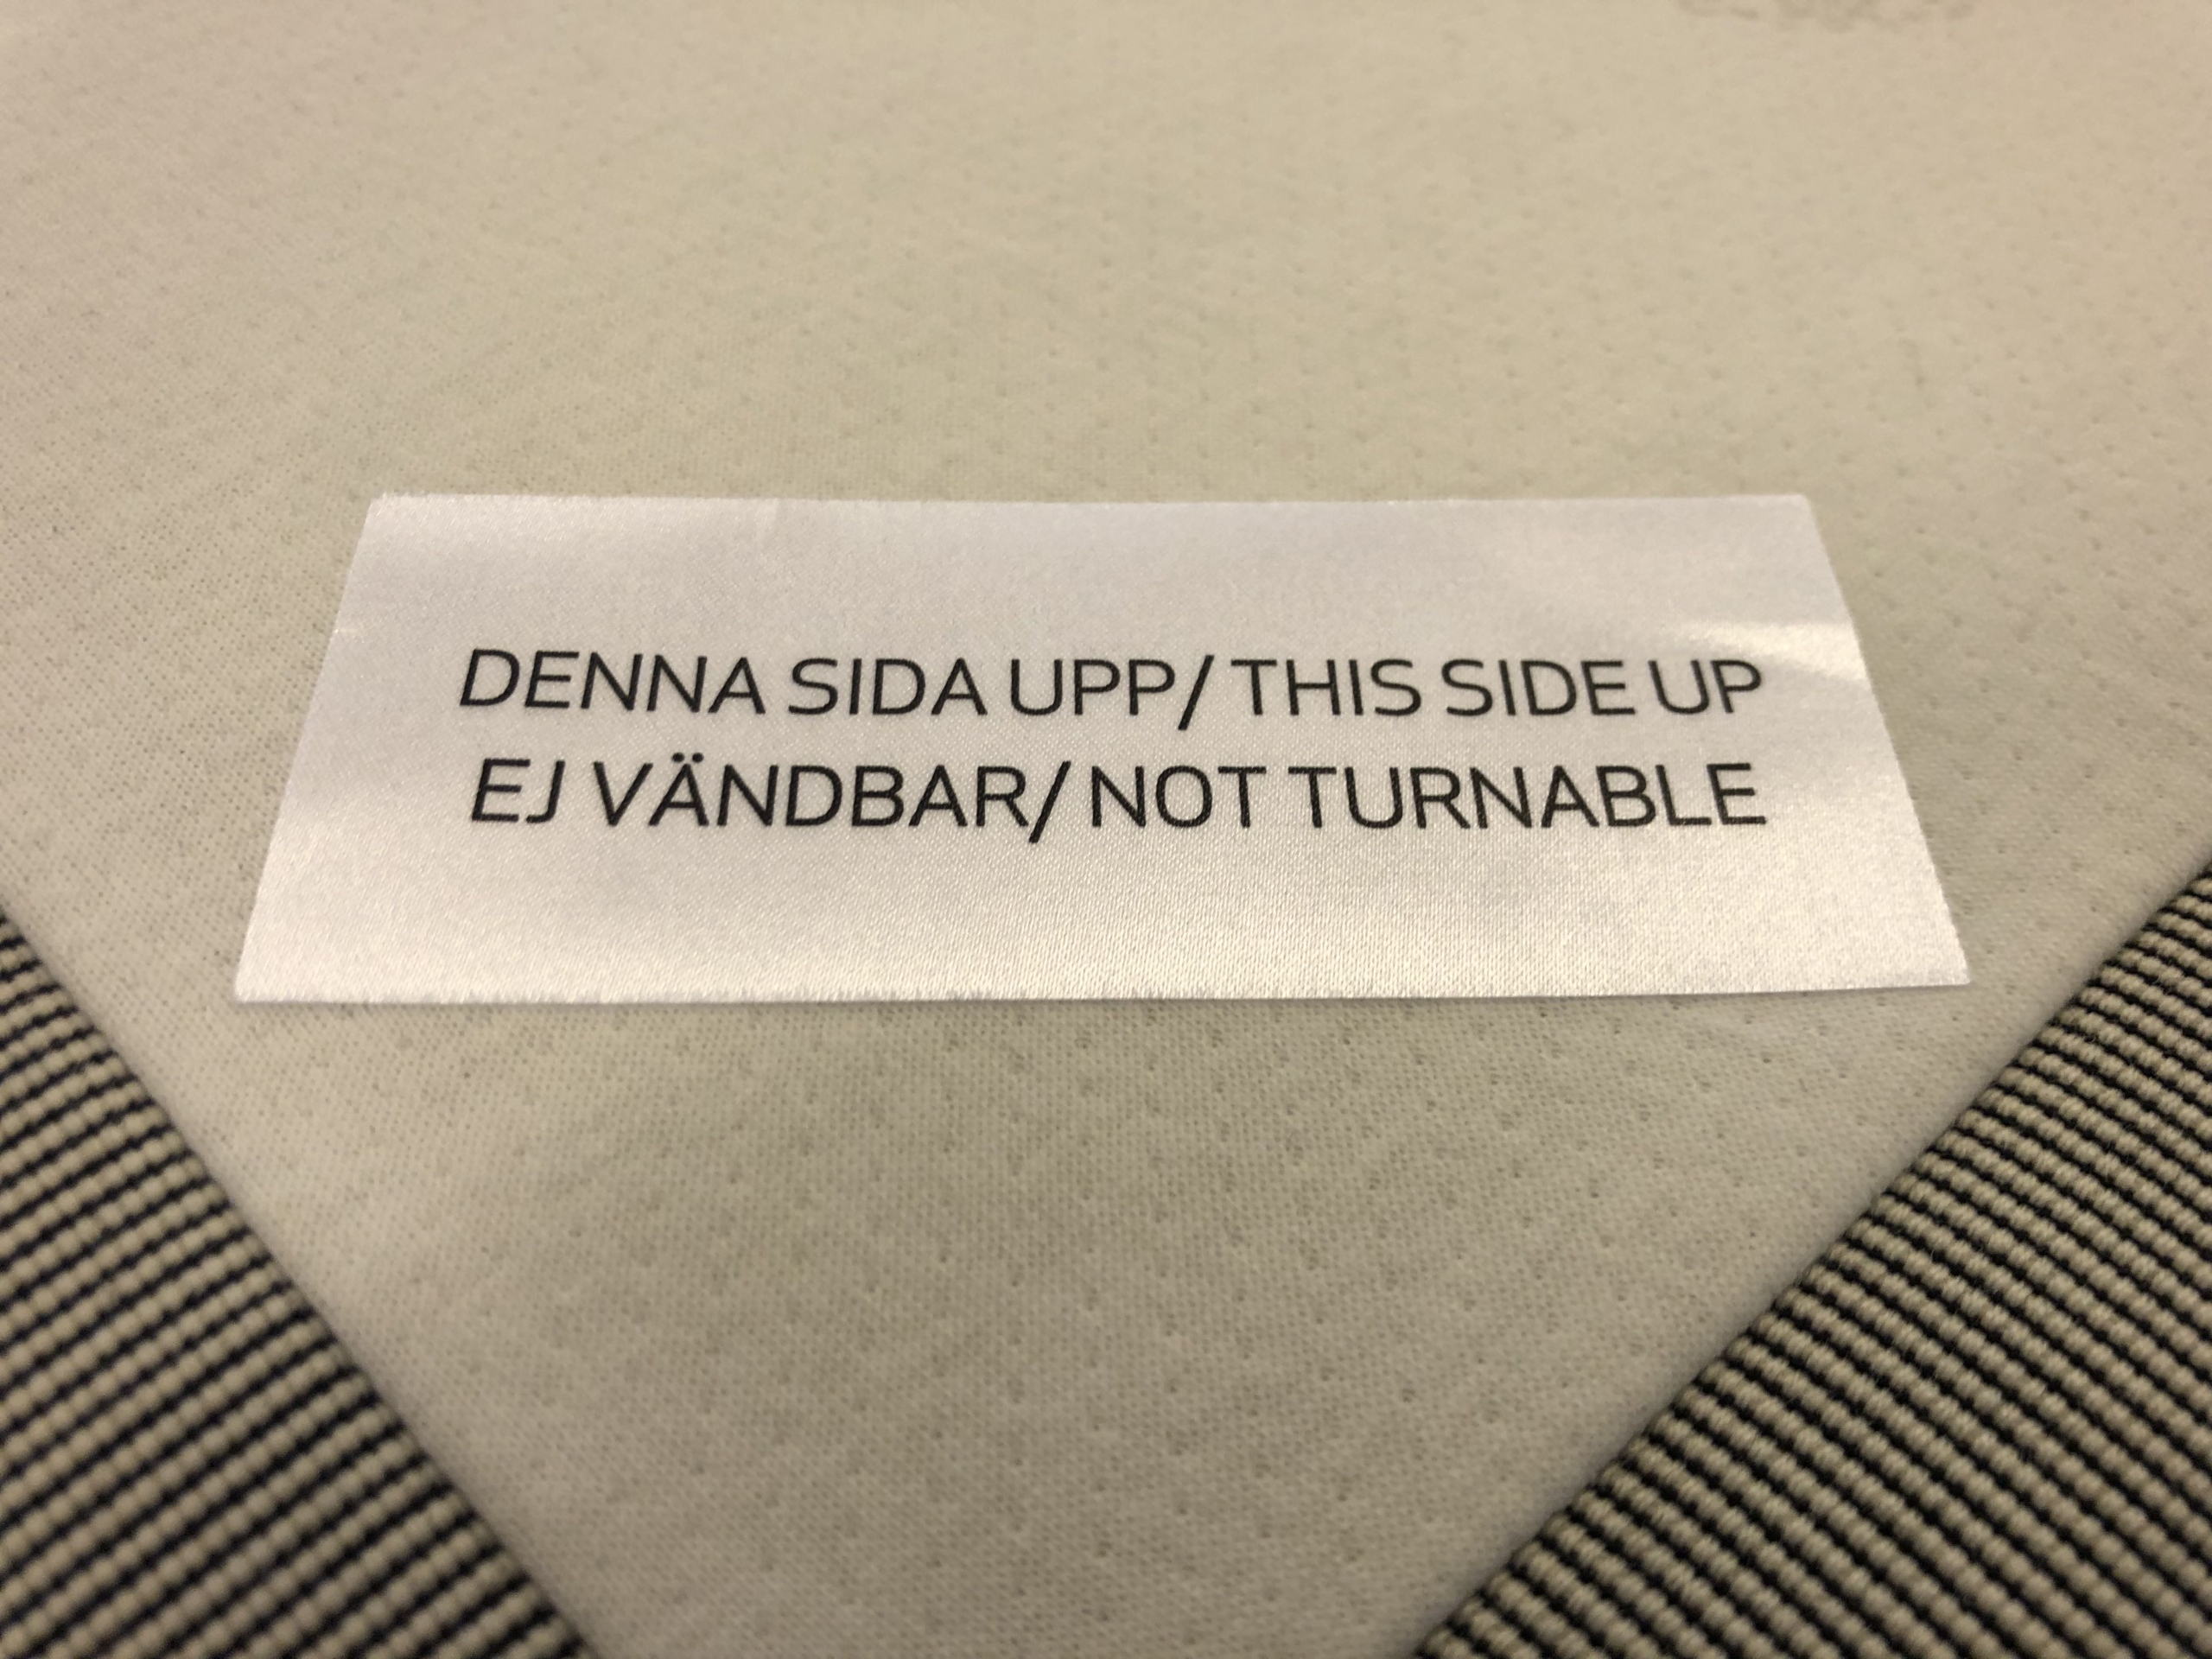 DENNA SIDA UPP/ THIS SIDE UP
EJ VÄNDBAR/ NOT TURNABLE